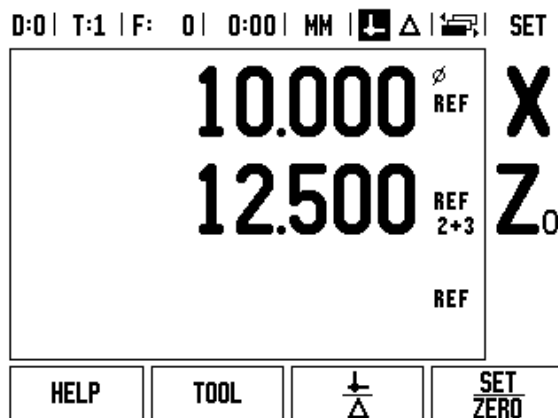 D:0 | T:1 | F: 0 | 0:00 | MM | Δ | | SET
10.000 ø REF X
12.500 REF 2+3 Z0
REF
HELP TOOL Δ SET ZERO